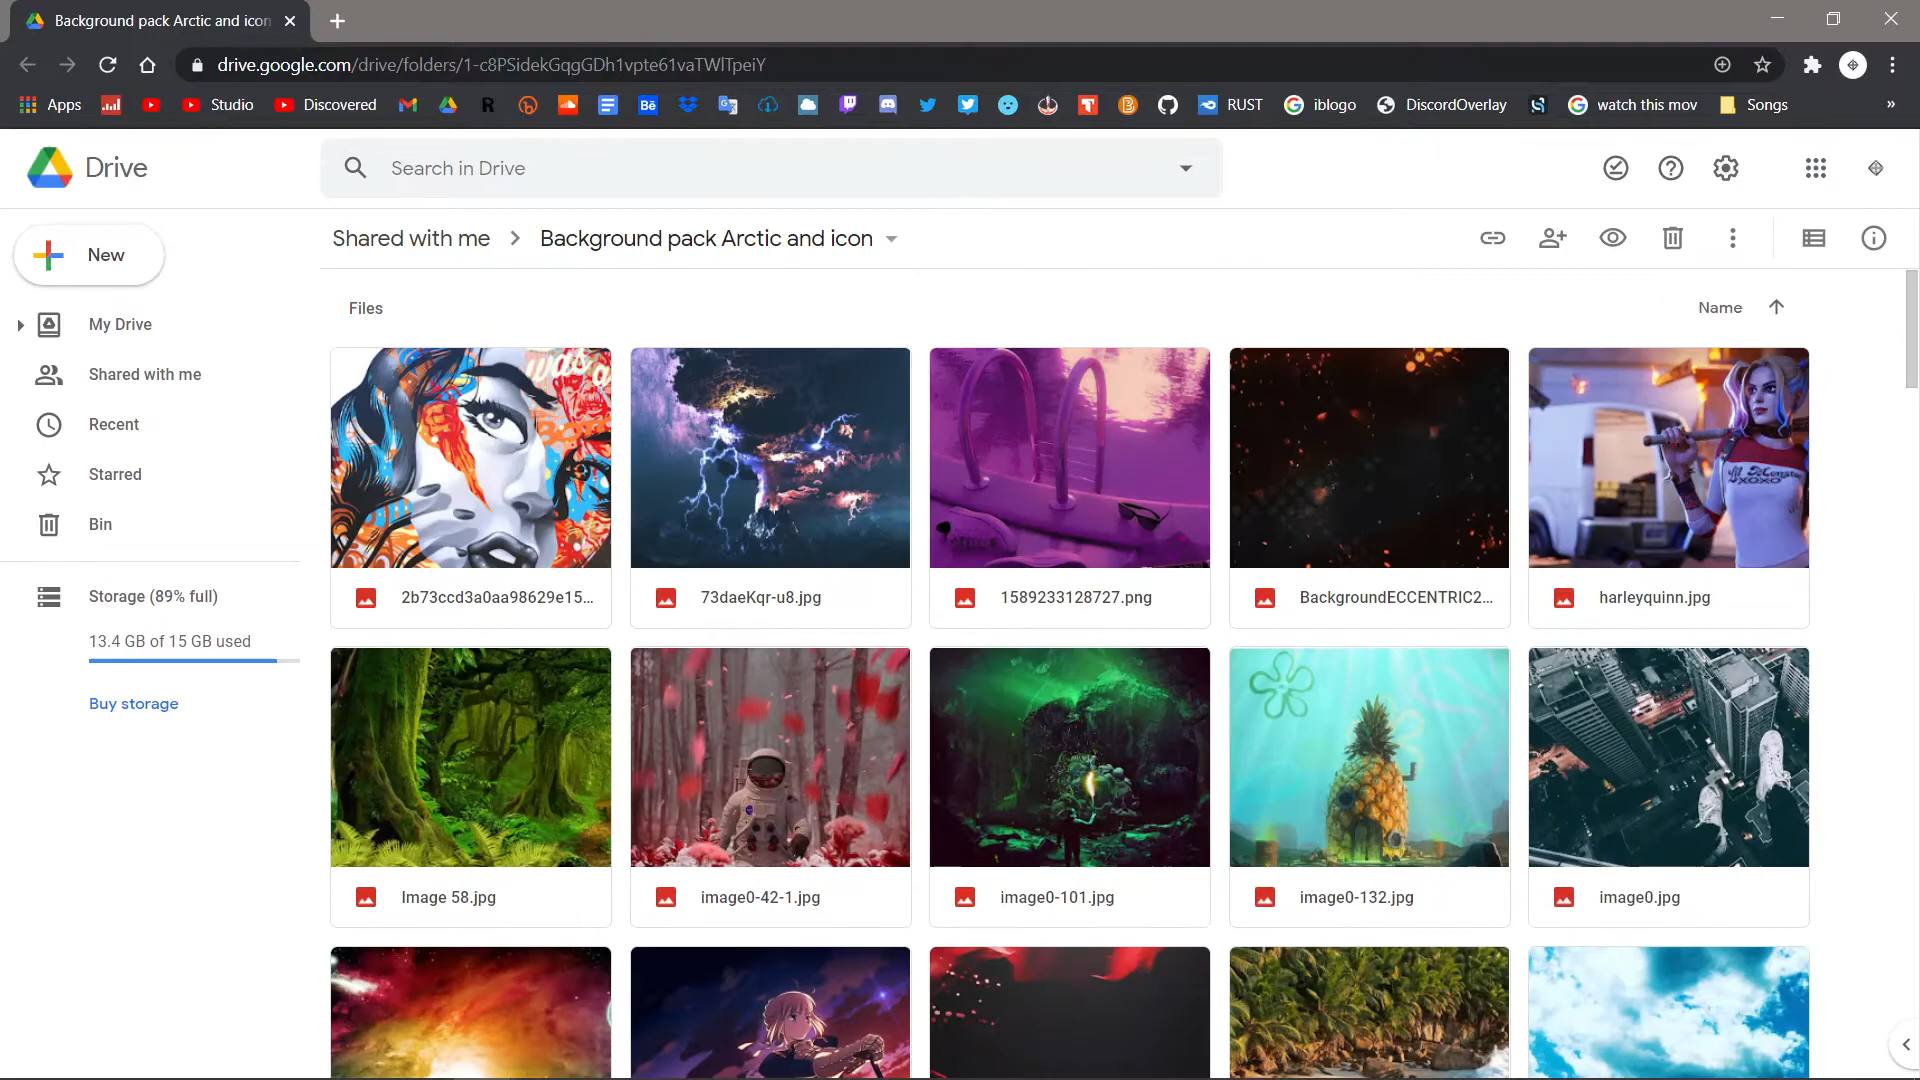 Background pack Arctic and icon
drive.google.com/drive/folders/1-c8PSidekGqgGDh1vpte61vaTWlTpeiY
Apps Studio Discovered RUST iblogo DiscordOverlay watch this mov Songs
Drive
Search in Drive
New
Shared with me > Background pack Arctic and icon
My Drive
Shared with me
Recent
Starred
Bin
Storage (89% full)
13.4 GB of 15 GB used
Buy storage
Files
Name
2b73ccd3a0aa98629e15...
73daeKqr-u8.jpg
1589233128727.png
BackgroundECCENTRIC2...
harleyquinn.jpg
Image 58.jpg
image0-42-1.jpg
image0-101.jpg
image0-132.jpg
image0.jpg